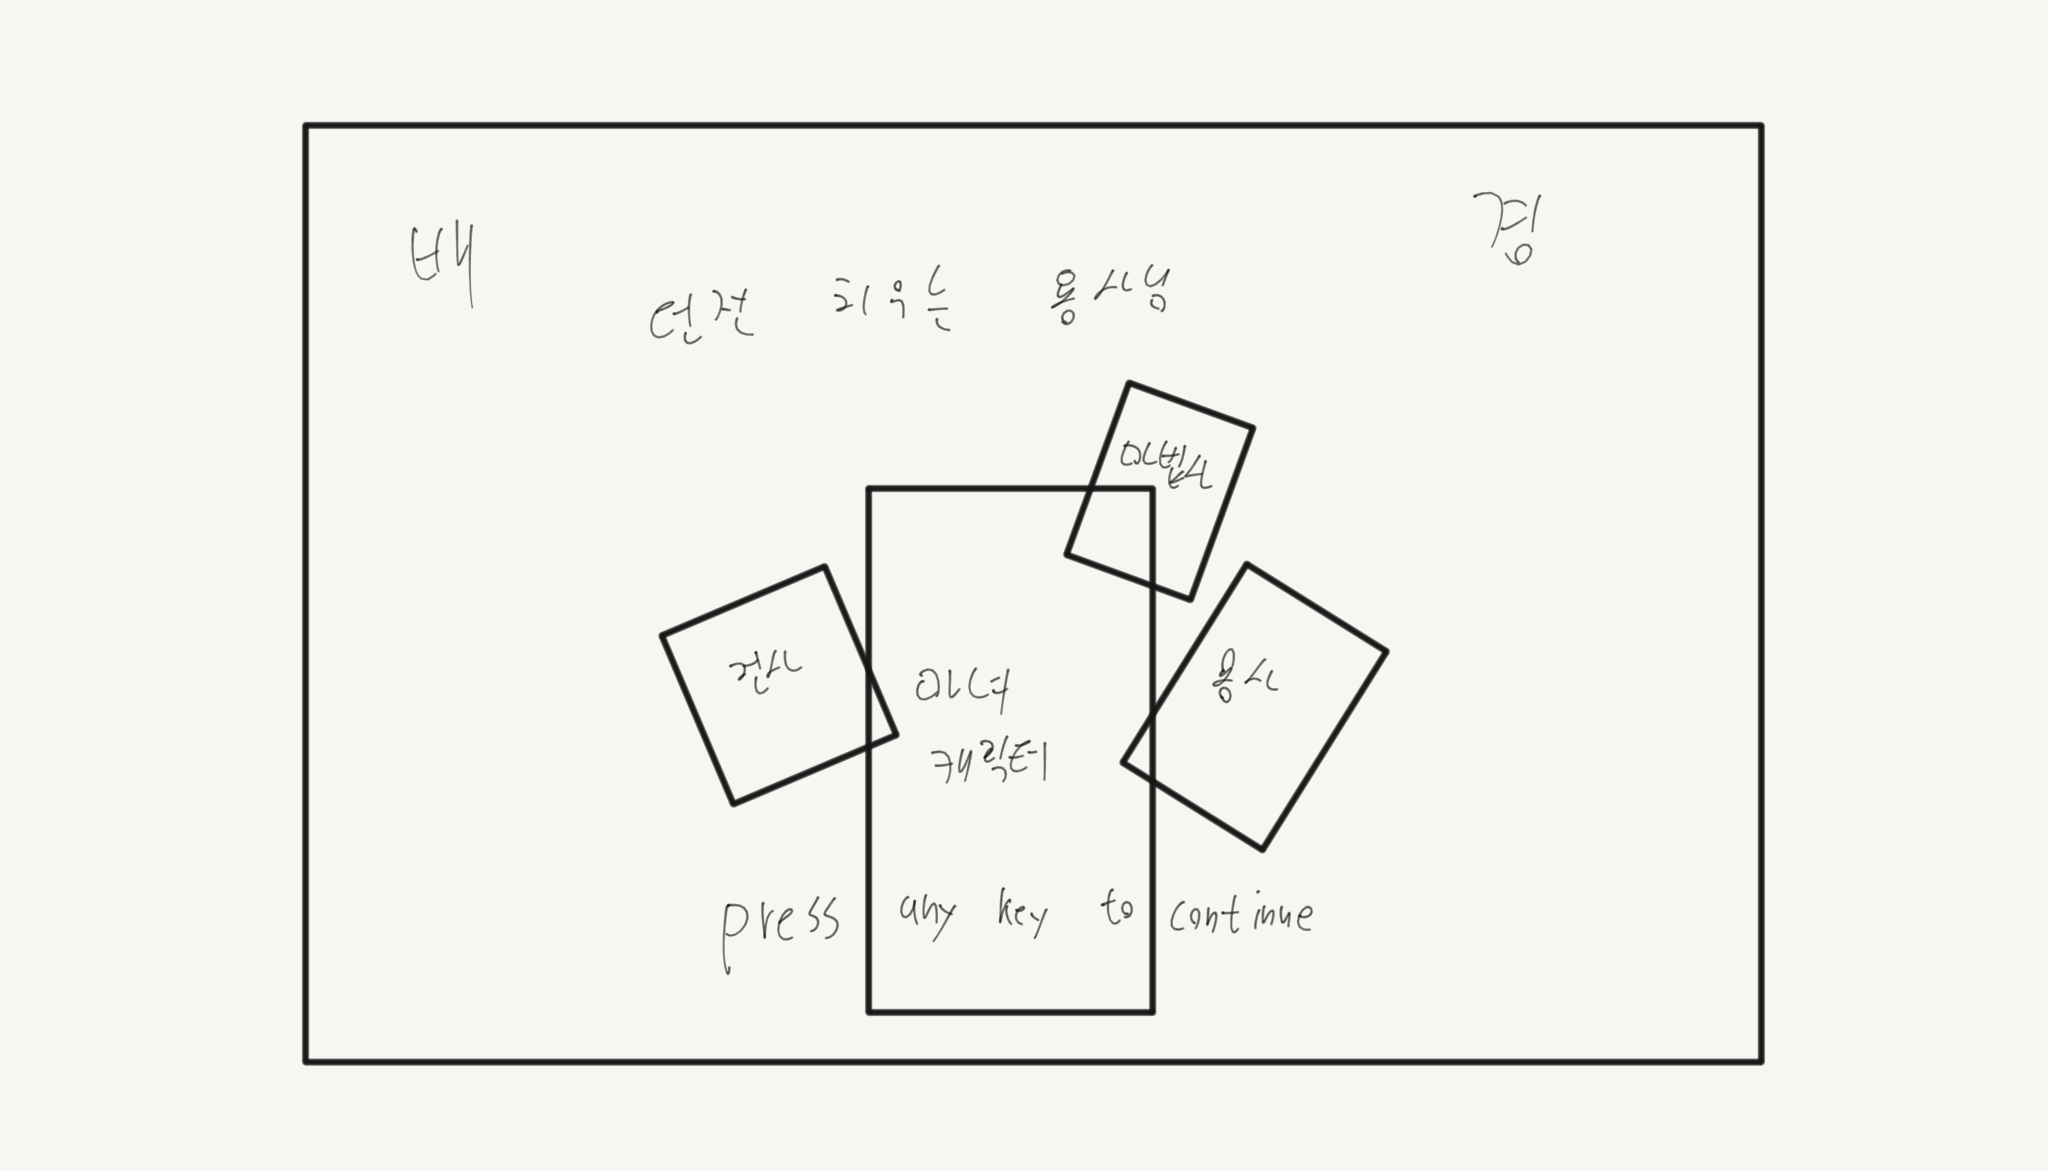 배 경
던전 치우는 용사님
마법사
전사
용사
마녀
캐릭터
press any key to continue